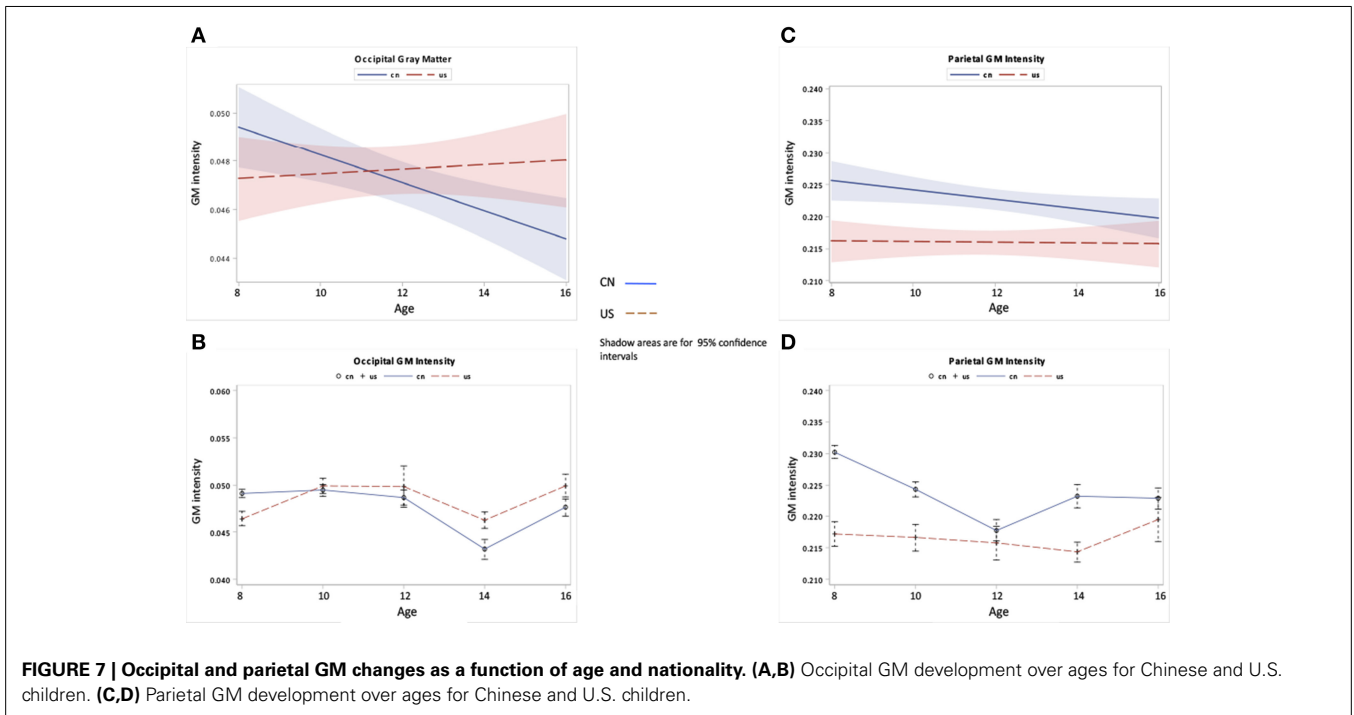 A
Occipital Gray Matter
cn us
GM intensity
0.050
0.048
0.046
0.044
8 10 12 14 16
Age
C
Parietal GM Intensity
cn us
GM intensity
0.240
0.235
0.230
0.225
0.220
0.215
0.210
8 10 12 14 16
Age
CN
US
Shadow areas are for 95% confidence
intervals
B
Occipital GM Intensity
cn us cn us
GM intensity
0.060
0.055
0.050
0.045
0.040
8 10 12 14 16
Age
D
Parietal GM Intensity
cn us cn us
GM intensity
0.240
0.235
0.230
0.225
0.220
0.215
0.210
8 10 12 14 16
Age
FIGURE 7 | Occipital and parietal GM changes as a function of age and nationality. (A,B) Occipital GM development over ages for Chinese and U.S.
children. (C,D) Parietal GM development over ages for Chinese and U.S. children.